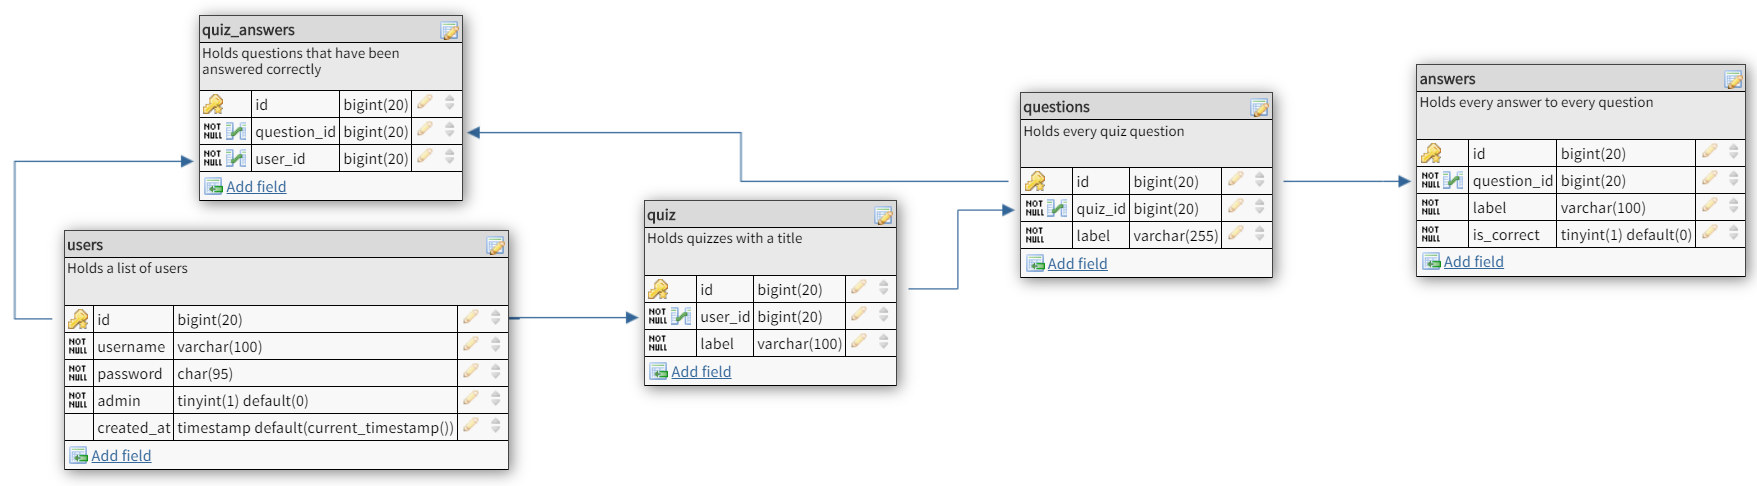 quiz_answers
Holds questions that have been
answered correctly
id bigint(20)
NOT NULL question_id bigint(20)
NOT NULL user_id bigint(20)
Add field
users
Holds a list of users
id bigint(20)
NOT NULL username varchar(100)
NOT NULL password char(95)
NOT NULL admin tinyint(1) default(0)
created_at timestamp default(current_timestamp())
Add field
quiz
Holds quizzes with a title
id bigint(20)
NOT NULL user_id bigint(20)
NOT NULL label varchar(100)
Add field
questions
Holds every quiz question
id bigint(20)
NOT NULL quiz_id bigint(20)
NOT NULL label varchar(255)
Add field
answers
Holds every answer to every question
id bigint(20)
NOT NULL question_id bigint(20)
NOT NULL label varchar(100)
NOT NULL is_correct tinyint(1) default(0)
Add field